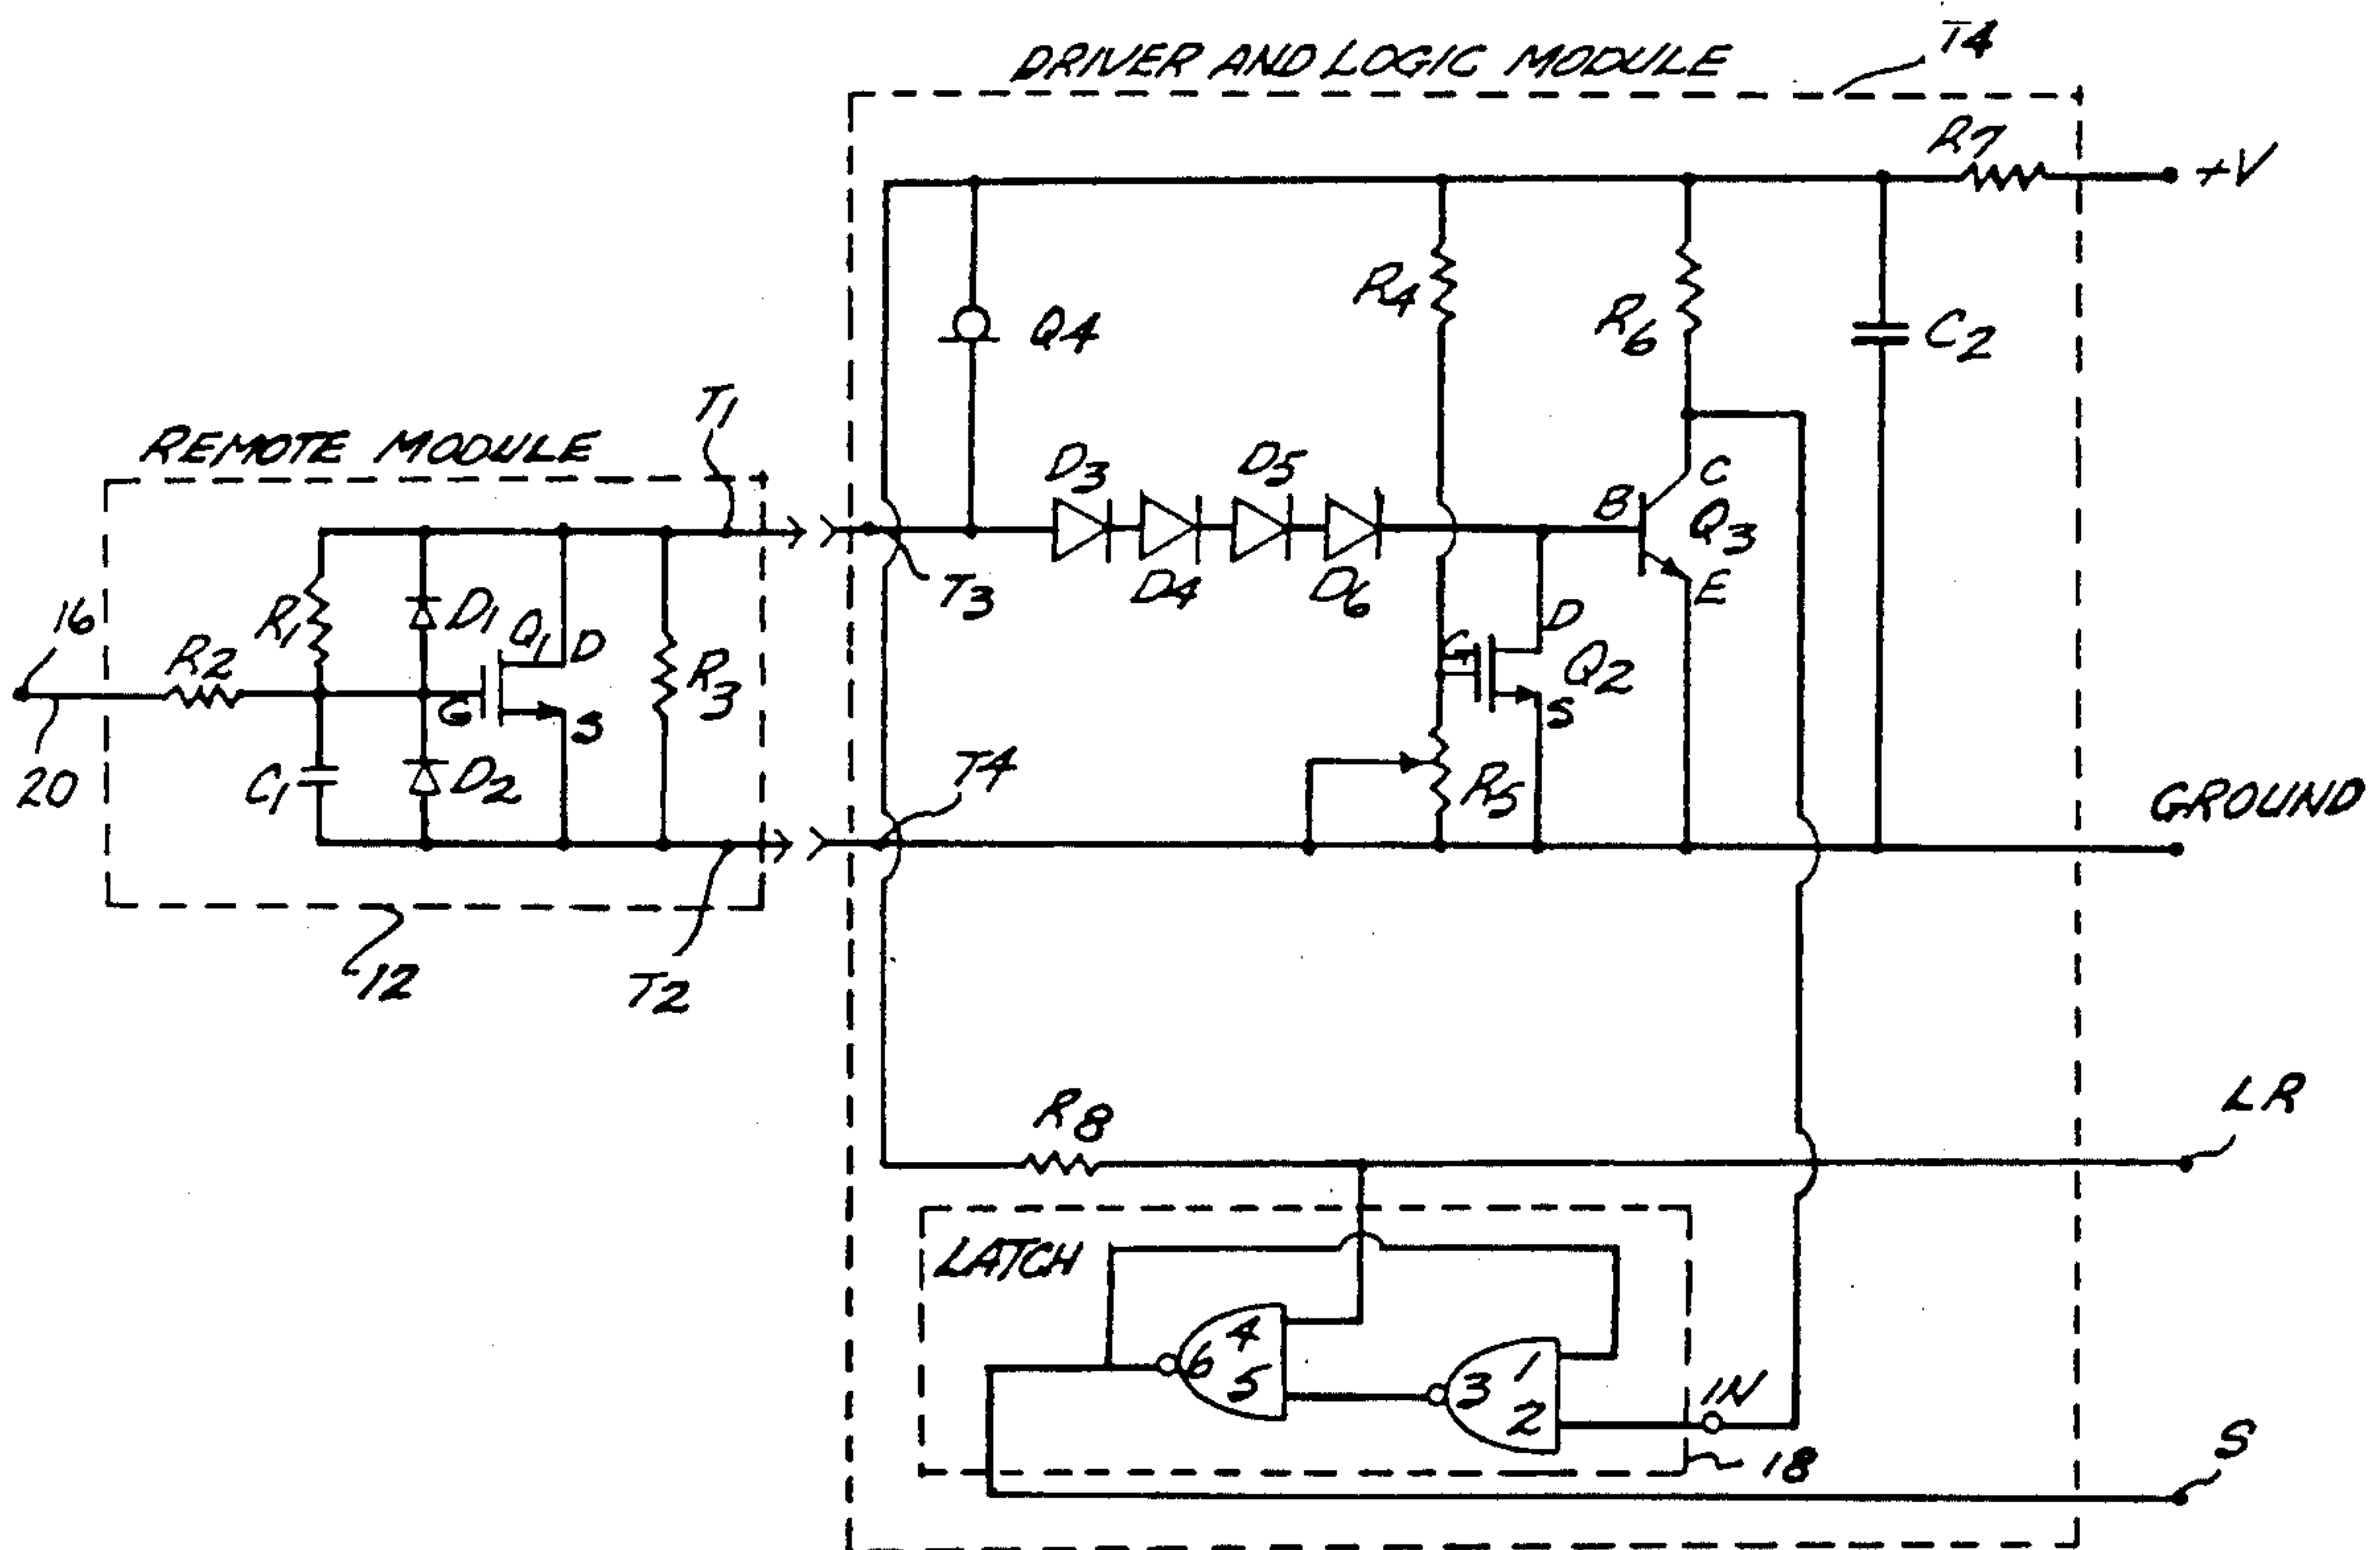 DRIVER AND LOGIC MODULE
T4
R7
+V
R4
R6
C2
Q4
T1
REMOTE MODULE
D3
D5
C
B
Q3
E
D4
D6
T3
16
R1
D1
Q1
D
R2
G
S
R3
20
C1
D2
G
D
Q2
S
R5
T4
GROUND
12
T2
R8
LR
LATCH
4
6
5
1
3
2
IN
18
S